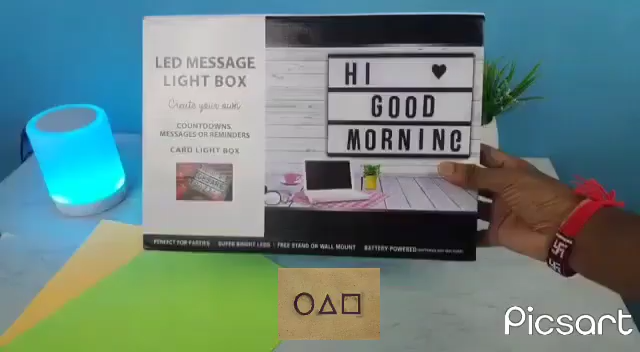 LED MESSAGE
LIGHT BOX
Create your own
COUNTDOWNS,
MESSAGES OR REMINDERS
CARD LIGHT BOX
HI ♥
GOOD
MORNING
PERFECT FOR PARTIES SUPER BRIGHT LEDS FREE STAND OR WALL MOUNT BATTERY POWERED
Picsart